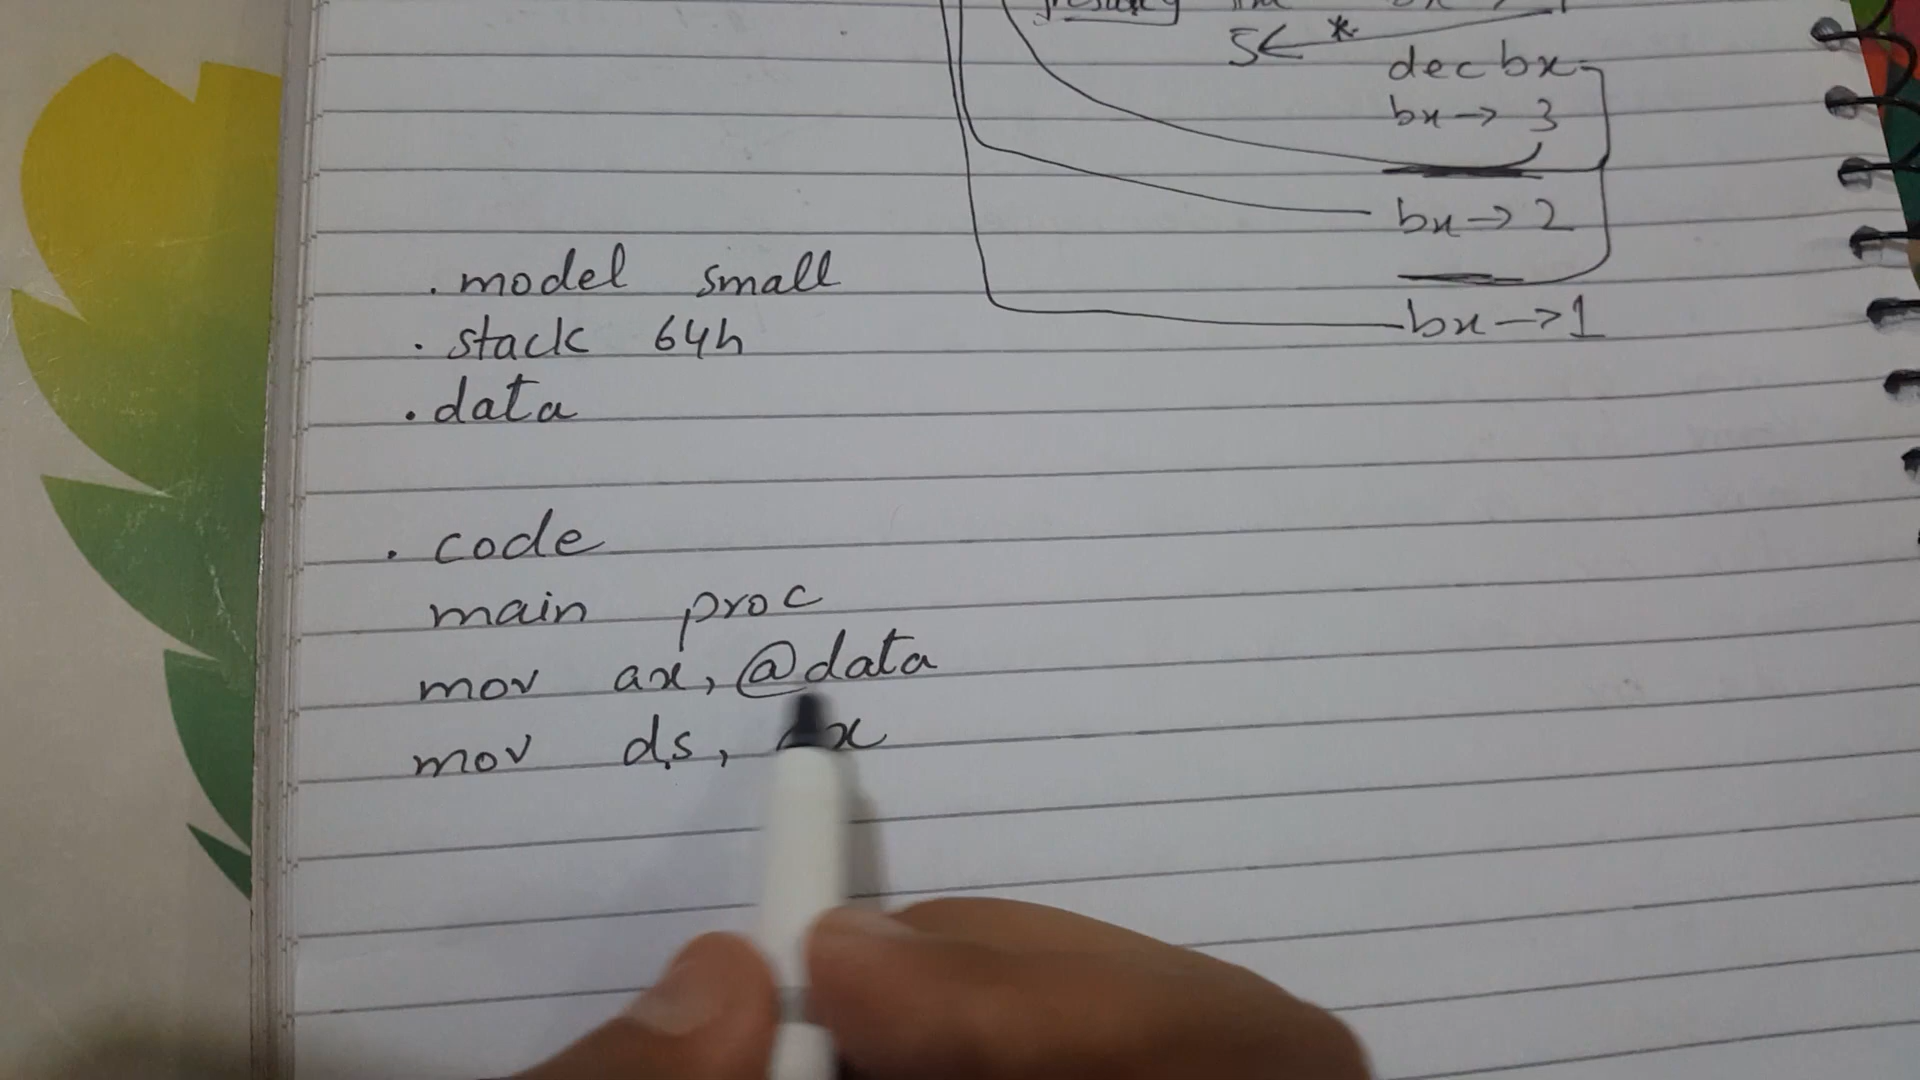 5 ← *
dec bx
bx → 3
bx → 2
bx → 1
. model small
. stack 64h
. data
. code
main proc
mov ax, @data
mov ds, ax